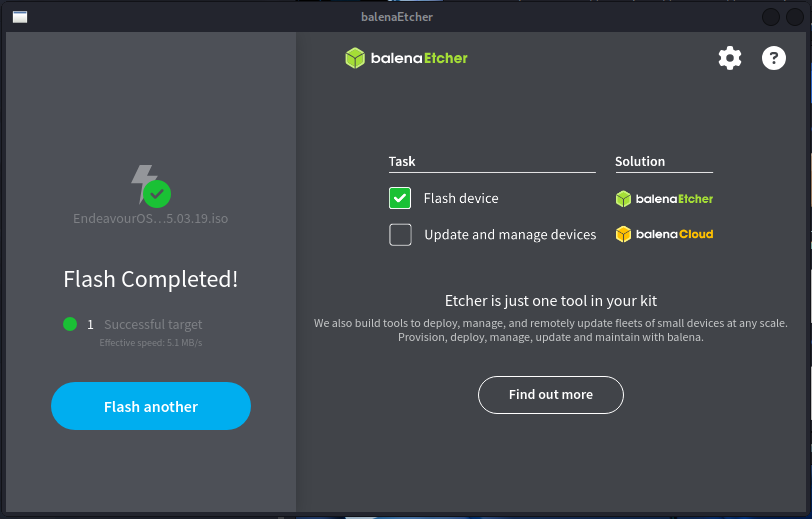 balenaEtcher
balenaEtcher
?
Task
Solution
Flash device
balenaEtcher
Update and manage devices
balenaCloud
EndeavourOS...5.03.19.iso
Flash Completed!
1 Successful target
Effective speed: 5.1 MB/s
Flash another
Etcher is just one tool in your kit
We also build tools to deploy, manage, and remotely update fleets of small devices at any scale.
Provision, deploy, manage, update and maintain with balena.
Find out more